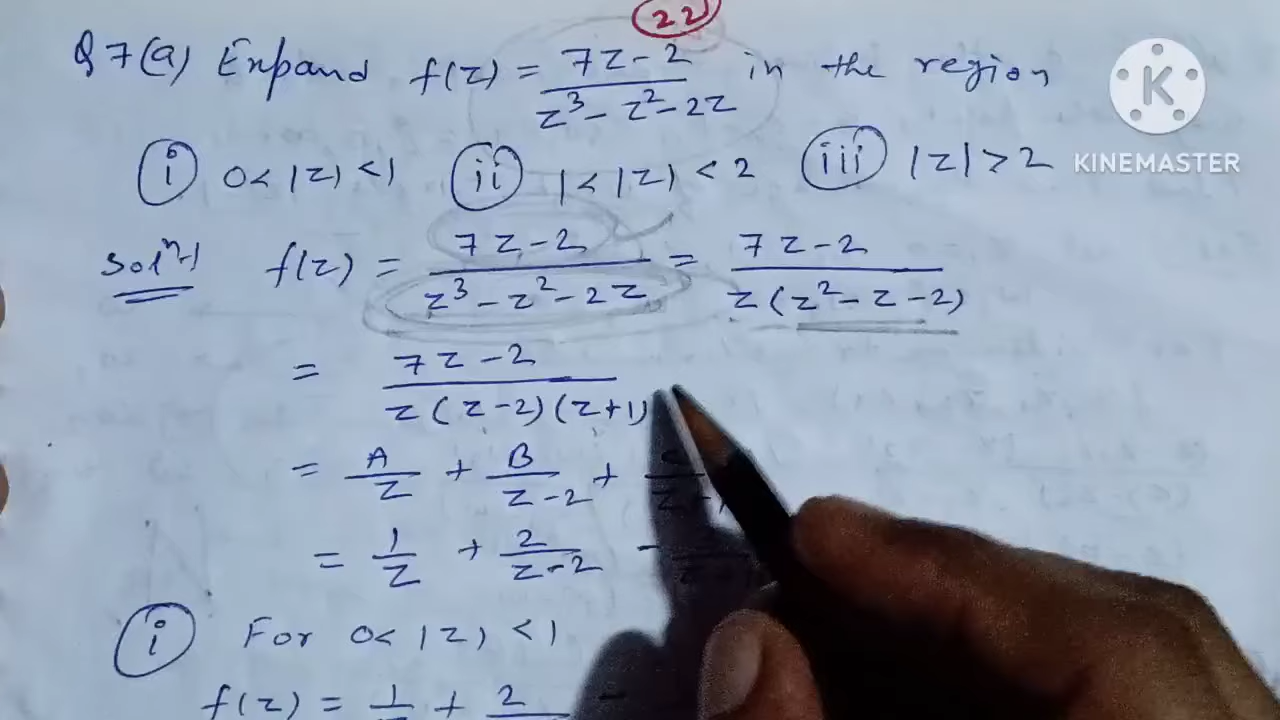 22
Q 7(a) Expand f(z) = 7z-2 / z³-z²-2z in the region
KINEMASTER
(i) 0<|z|<1 (ii) 1<|z|<2 (iii) |z|>2
Solⁿ:- f(z) = 7z-2 / z³-z²-2z = 7z-2 / z(z²-z-2)
= 7z-2 / z(z-2)(z+1)
= A/z + B/z-2 +
= 1/z + 2/z-2 -
(i) For 0<|z|<1
f(z) = 1 + 2 -